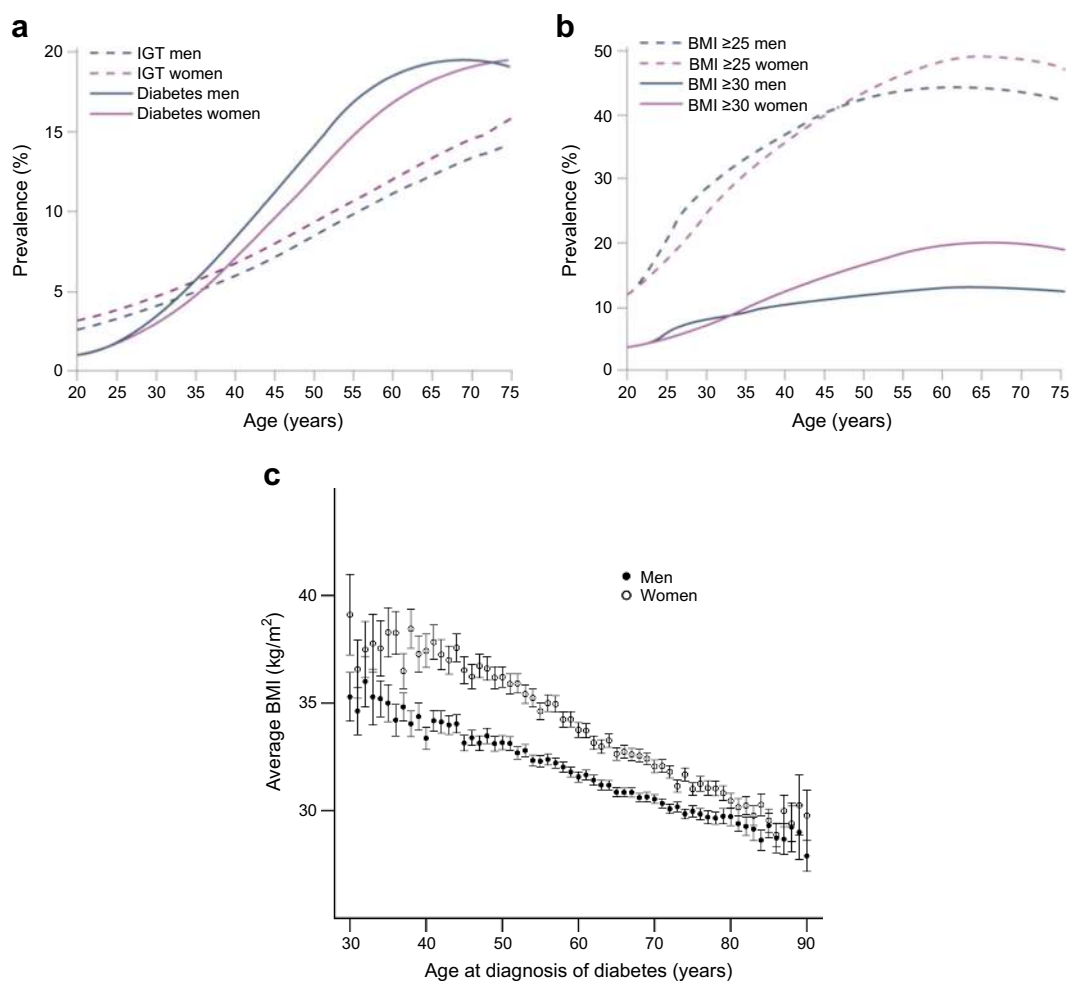 a
20
15
10
5
0
Prevalence (%)
IGT men
IGT women
Diabetes men
Diabetes women
20 25 30 35 40 45 50 55 60 65 70 75
Age (years)
b
50
40
30
20
10
0
Prevalence (%)
BMI ≥25 men
BMI ≥25 women
BMI ≥30 men
BMI ≥30 women
20 25 30 35 40 45 50 55 60 65 70 75
Age (years)
c
40
35
30
Average BMI (kg/m²)
Men
Women
30 40 50 60 70 80 90
Age at diagnosis of diabetes (years)